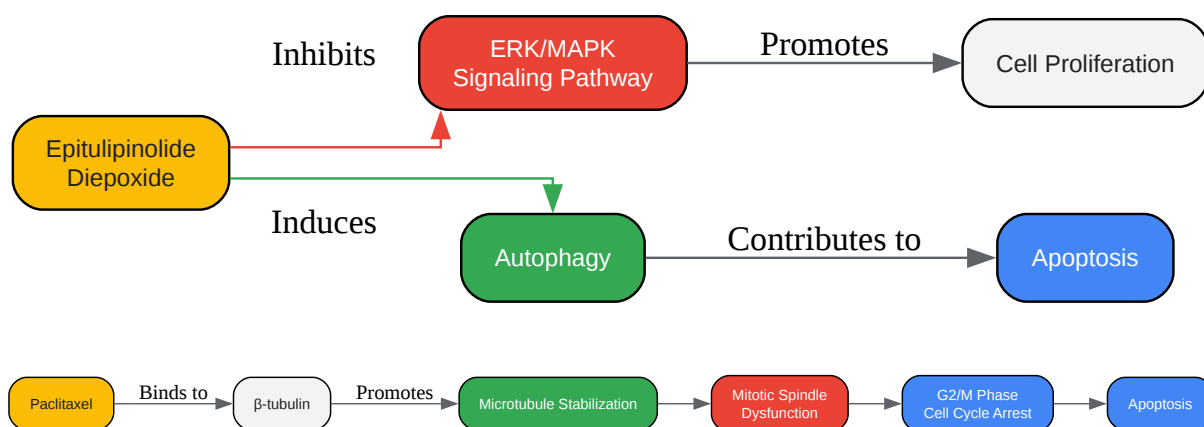 Inhibits
ERK/MAPK
Signaling Pathway
Promotes
Cell Proliferation
Epitulipinolide
Diepoxide
Induces
Autophagy
Contributes to
Apoptosis
Paclitaxel
Binds to
β-tubulin
Promotes
Microtubule Stabilization
Mitotic Spindle
Dysfunction
G2/M Phase
Cell Cycle Arrest
Apoptosis